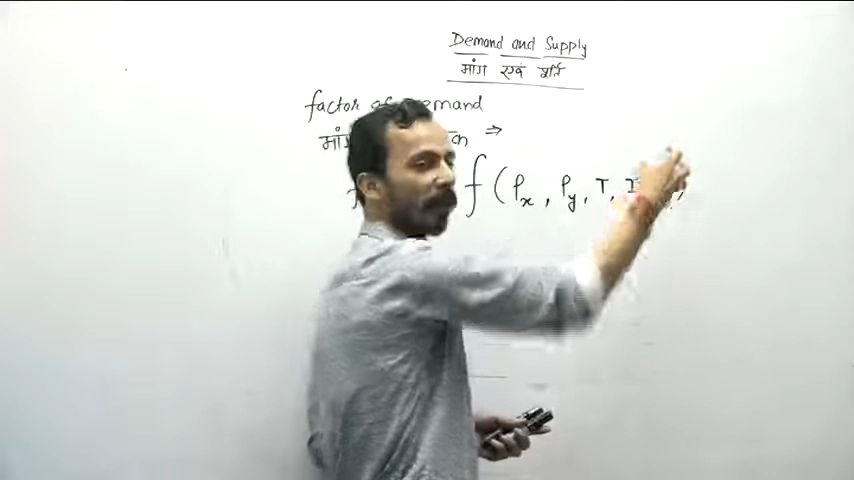 Demand and Supply
मांग एवं पूर्ति
factor of Demand
⇒
f ( Px , Py , T, I